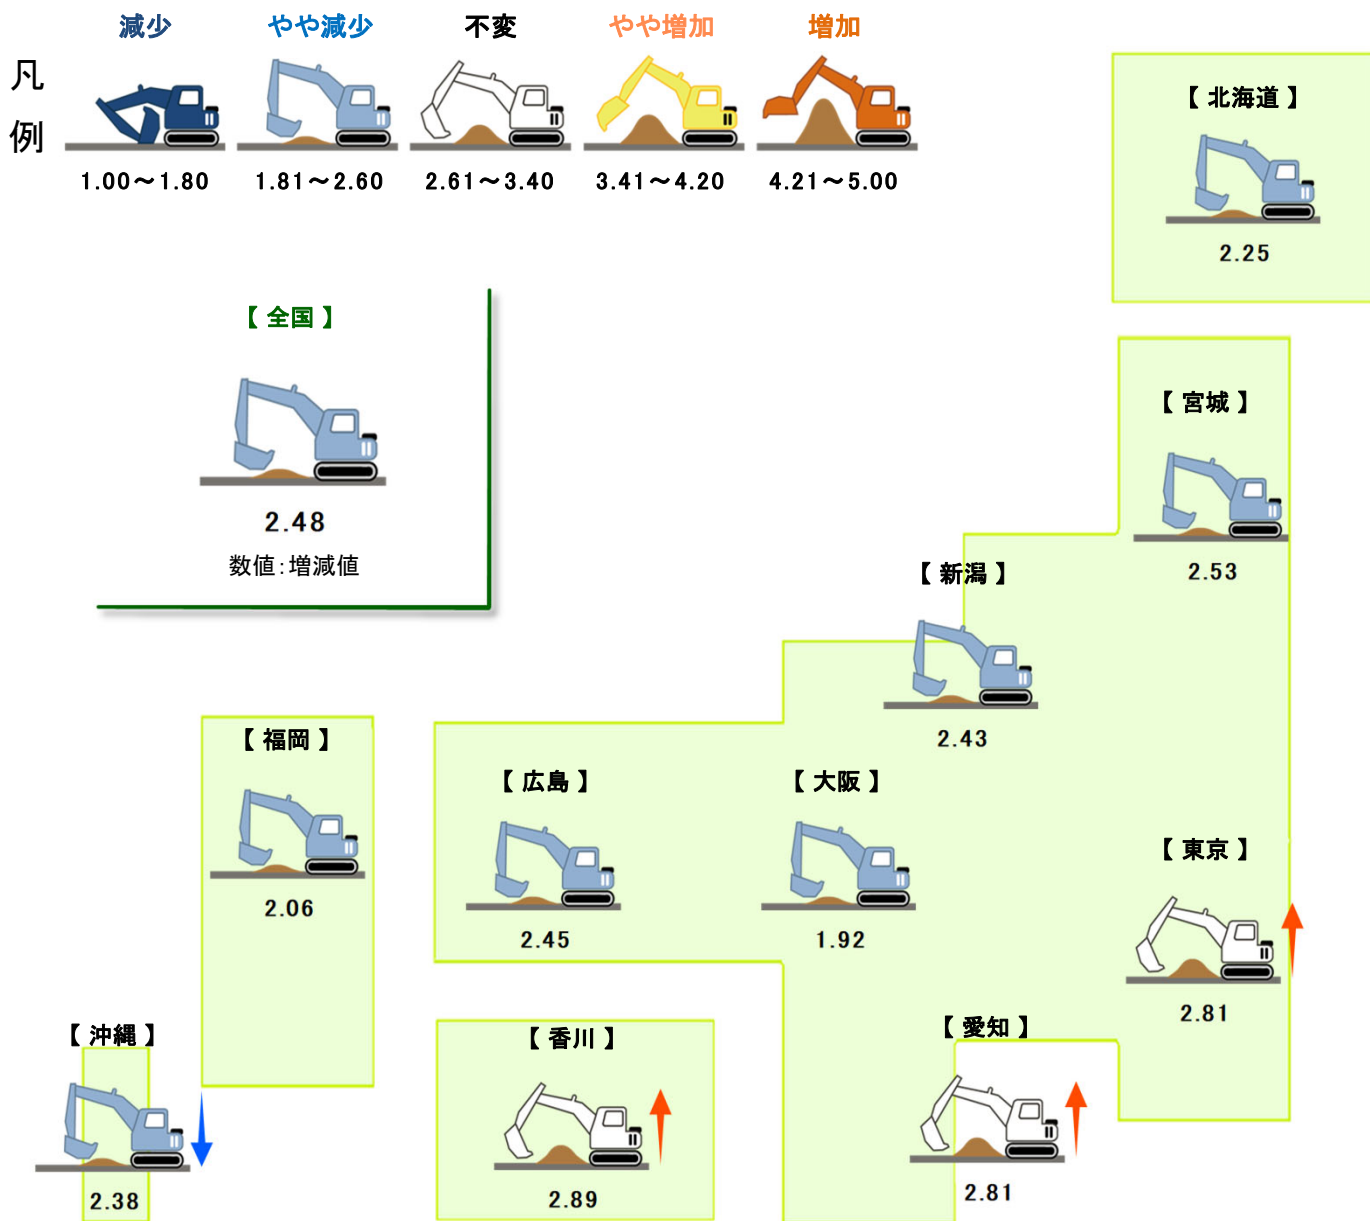 減少 やや減少 不変 やや増加 増加
凡
例
1.00～1.80 1.81～2.60 2.61～3.40 3.41～4.20 4.21～5.00
【 北海道 】
2.25
【 全国 】
2.48
数値：増減値
【 宮城 】
2.53
【 新潟 】
2.43
【 福岡 】
2.06
【 広島 】
2.45
【 大阪 】
1.92
【 東京 】
2.81
【 沖縄 】
2.38
【 香川 】
2.89
【 愛知 】
2.81